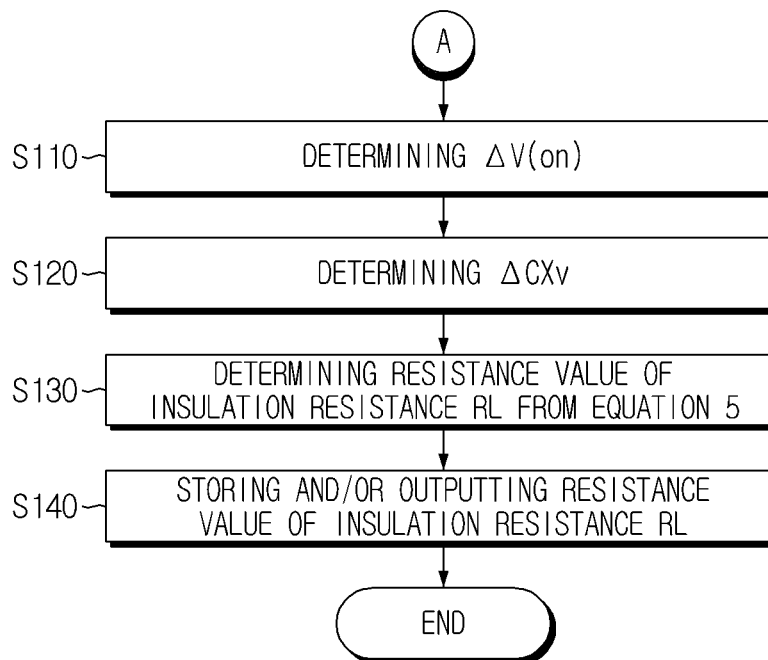 A
S110
DETERMINING ΔV(on)
S120
DETERMINING ΔCXv
S130
DETERMINING RESISTANCE VALUE OF
INSULATION RESISTANCE RL FROM EQUATION 5
S140
STORING AND/OR OUTPUTTING RESISTANCE
VALUE OF INSULATION RESISTANCE RL
END